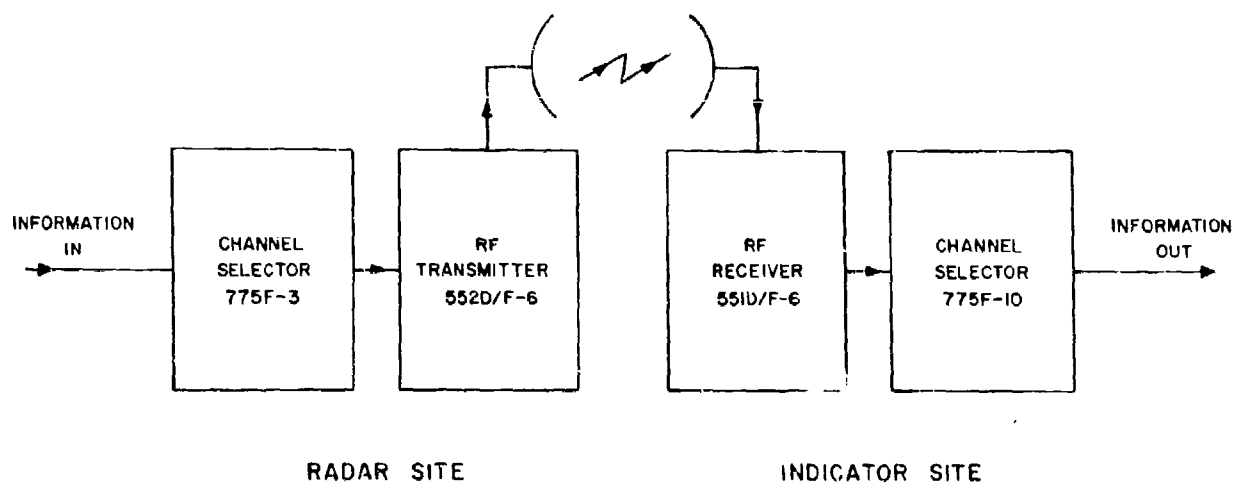 INFORMATION
IN
CHANNEL
SELECTOR
775F-3
RF
TRANSMITTER
552D/F-6
RF
RECEIVER
551D/F-6
CHANNEL
SELECTOR
775F-10
INFORMATION
OUT
RADAR SITE
INDICATOR SITE